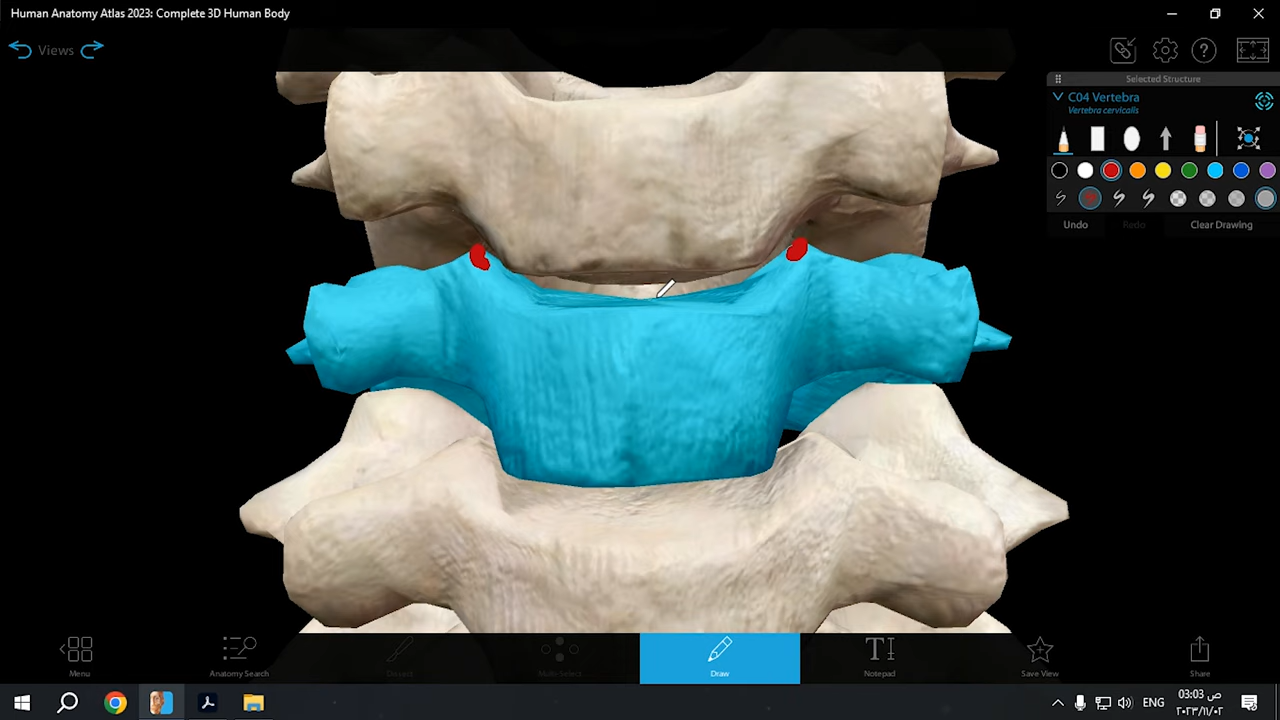 Human Anatomy Atlas 2023: Complete 3D Human Body
Views
Selected Structure
C04 Vertebra
Vertebra cervicalis
Undo
Redo
Clear Drawing
Menu
Anatomy Search
Dissect
Multi-Select
Draw
Notepad
Save View
Share
ENG
03:03 ص
٢٠٢٣/١١/٠٢